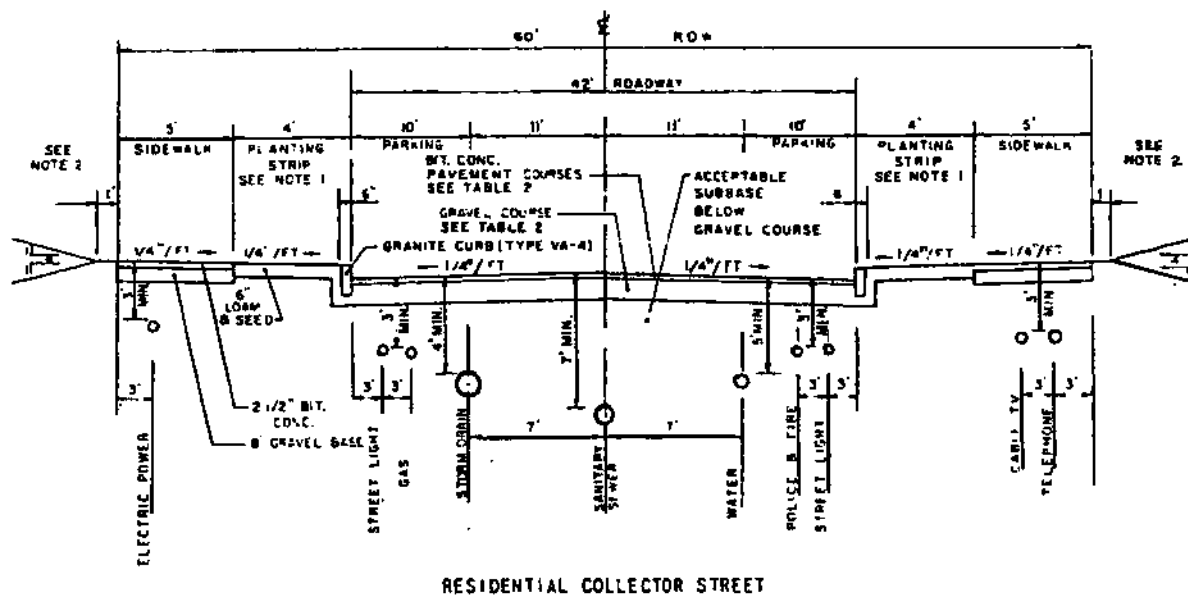 60' ROW
42' ROADWAY
5' 4' 10' 11' 11' 10' 4' 5'
SEE NOTE 2
SIDEWALK
PLANTING STRIP SEE NOTE 1
PARKING
BIT. CONC. PAVEMENT COURSES SEE TABLE 2
GRAVEL COURSE SEE TABLE 2
GRANITE CURB (TYPE VA-4)
ACCEPTABLE SUBBASE BELOW GRAVEL COURSE
PARKING
PLANTING STRIP SEE NOTE 1
SIDEWALK
SEE NOTE 2
1' 6" 6 1
1/4"/FT 1/4"/FT 1/4"/FT 1/4"/FT 1/4"/FT 1/4"/FT
6" LOAM & SEED
3' MIN.
3' MIN.
4' MIN.
7' MIN.
5' MIN
3' MIN.
3' MIN
3' 3' 3' 3' 3' 3' 3'
7' 7'
2 1/2" BIT. CONC.
8" GRAVEL BASE
ELECTRIC POWER
STREET LIGHT
GAS
STORM DRAIN
SANITARY SEWER
WATER
POLICE & FIRE
STREET LIGHT
CABLE TV
TELEPHONE
RESIDENTIAL COLLECTOR STREET